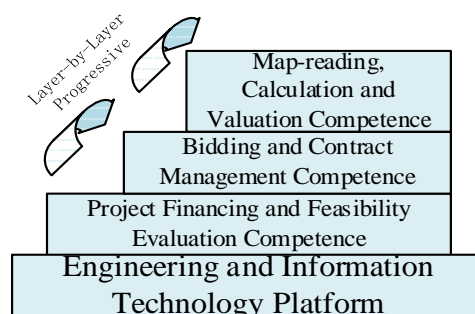 Layer-by-Layer
Progressive
Map-reading,
Calculation and
Valuation Competence
Bidding and Contract
Management Competence
Project Financing and Feasibility
Evaluation Competence
Engineering and Information
Technology Platform